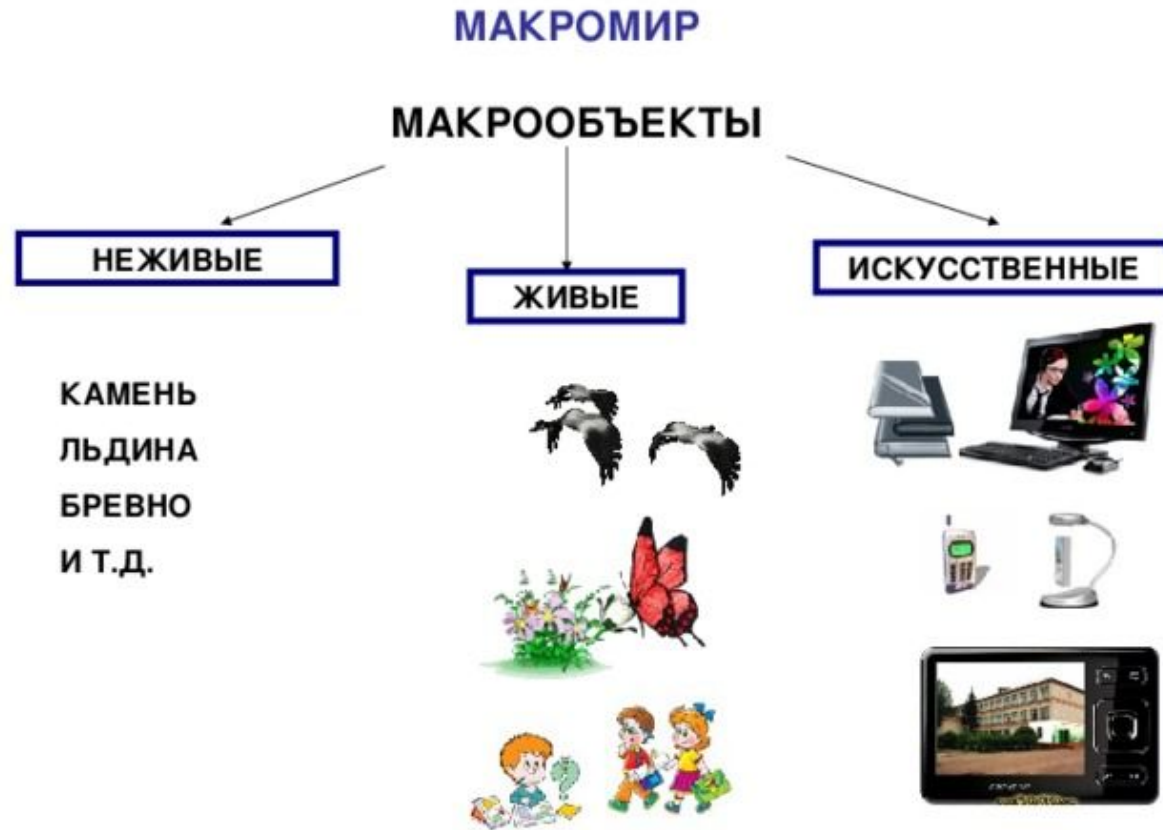 МАКРОМИР
МАКРООБЪЕКТЫ
НЕЖИВЫЕ
ЖИВЫЕ
ИСКУССТВЕННЫЕ
КАМЕНЬ
ЛЬДИНА
БРЕВНО
И Т.Д.